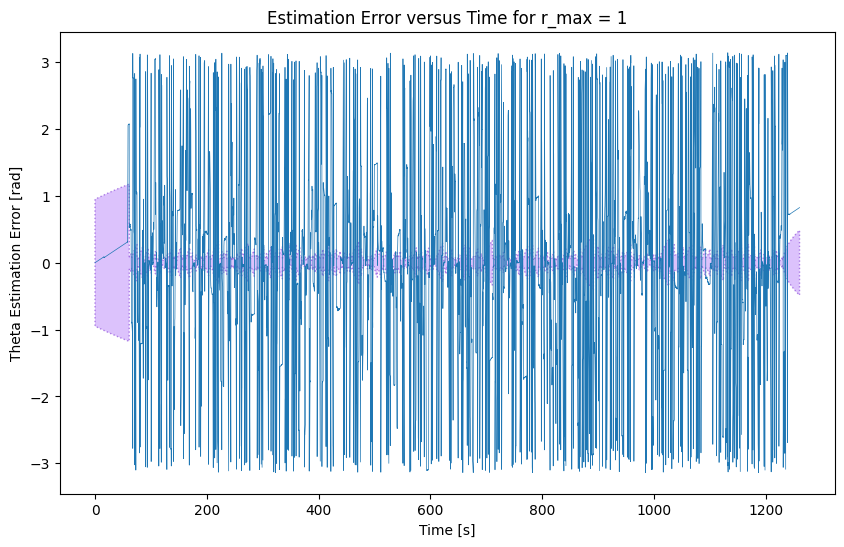 Estimation Error versus Time for r_max = 1
Theta Estimation Error [rad]
3
2
1
0
−1
−2
−3
0 200 400 600 800 1000 1200
Time [s]